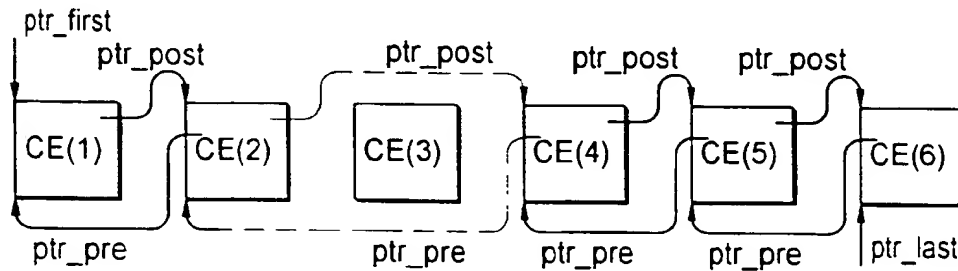 ptr_first
ptr_post
ptr_post
ptr_post
ptr_post
CE(1)
CE(2)
CE(3)
CE(4)
CE(5)
CE(6)
ptr_pre
ptr_pre
ptr_pre
ptr_last